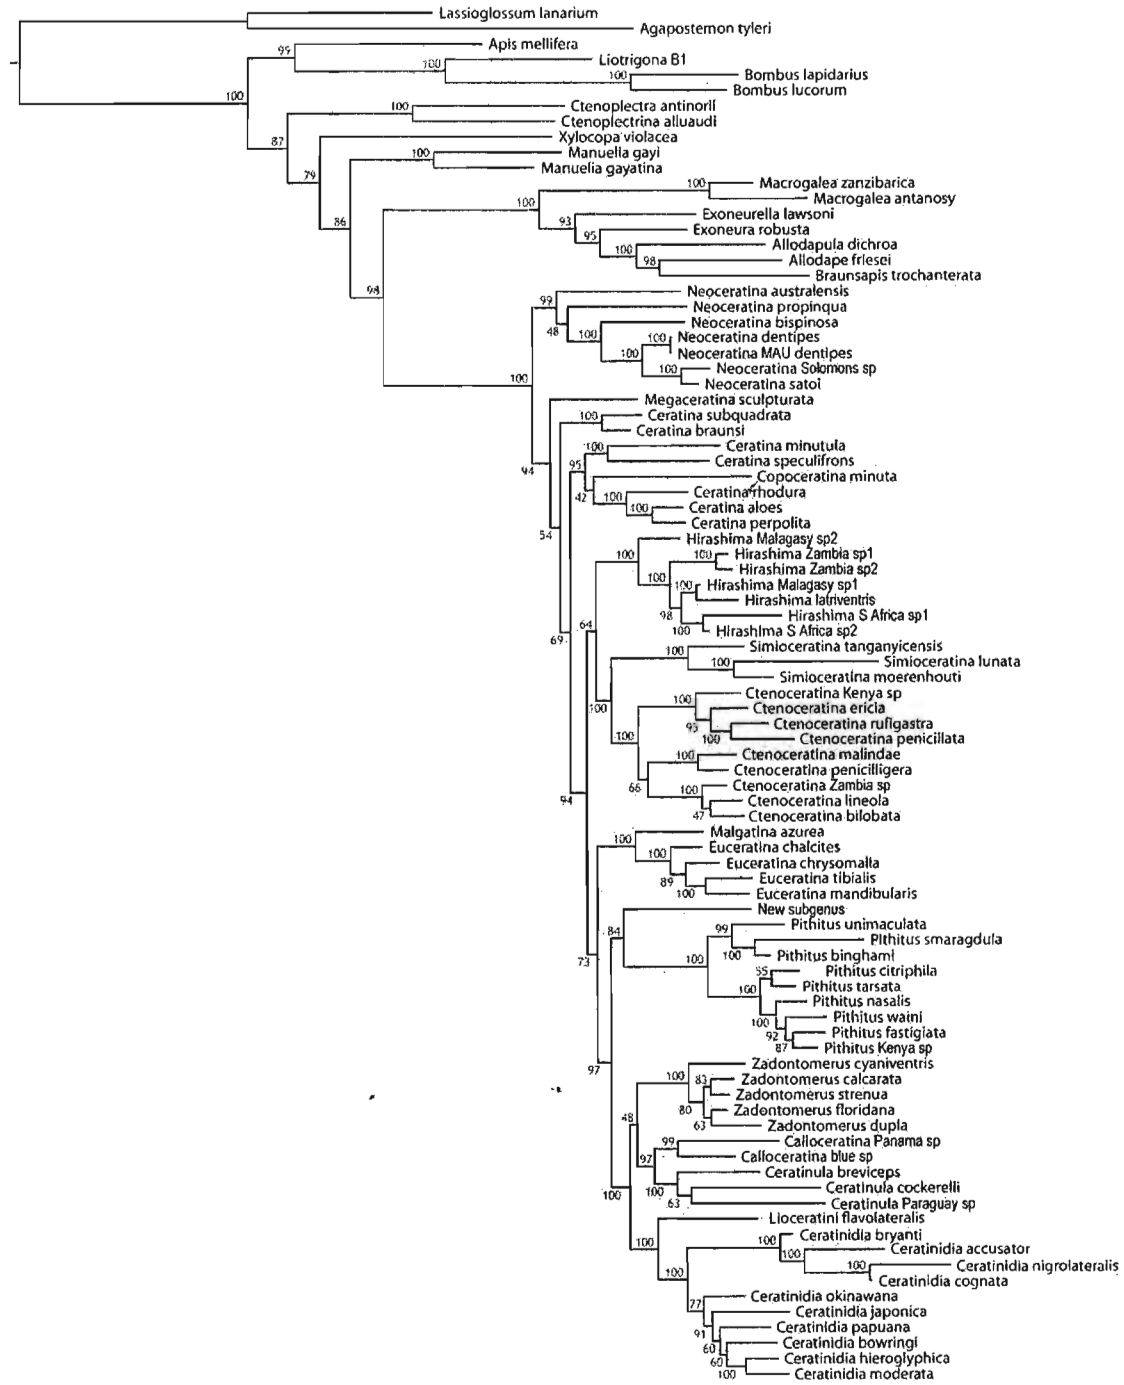 Lassioglossum lanarium
Agapostemon tyleri
Apis mellifera
99
Liotrigona B1
100
Bombus lapidarius
100
Bombus lucorum
100
Ctenoplectra antinorii
100
Ctenoplectrina alluaudi
Xylocopa violacea
87
Manuella gayi
100
Manuelia gayatina
79
Macrogalea zanzibarica
100
Macrogalea antanosy
100
Exoneurella lawsoni
86
93
Exoneura robusta
95
Allodapula dichroa
100
Allodape friesei
98
Braunsapis trochanterata
98
Neoceratina australensis
99
Neoceratina propinqua
Neoceratina bispinosa
48
100
Neoceratina dentipes
100
Neoceratina MAU dentipes
100
Neoceratina Solomons sp
100
Neoceratina satoi
100
Megaceratina sculpturata
Ceratina subquadrata
100
Ceratina braunsi
Ceratina minutula
100
Ceratina speculifrons
94
95
Copoceratina minuta
Ceratina rhodura
42
100
Ceratina aloes
100
Ceratina perpolita
54
Hirashima Malagasy sp2
100
Hirashima Zambia sp1
100
Hirashima Zambia sp2
100
Hirashima Malagasy sp1
100
Hirashima latriventris
Hirashima S Africa sp1
98
Hirashima S Africa sp2
100
64
69
Simioceratina tanganyicensis
100
Simioceratina lunata
100
Simioceratina moerenhouti
Ctenoceratina Kenya sp
100
Ctenoceratina ericia
100
Ctenoceratina rufigastra
93
Ctenoceratina penicillata
100
100
Ctenoceratina malindae
100
Ctenoceratina penicilligera
Ctenoceratina Zambia sp
66
100
Ctenoceratina lineola
94
Ctenoceratina bilobata
47
Malgatina azurea
100
Euceratina chalcites
100
Euceratina chrysomalla
Euceratina tibialis
89
Euceratina mandibularis
100
New subgenus
Pithitus unimaculata
84
99
Pithitus smaragdula
Pithitus binghami
100
73
100
Pithitus citriphila
55
Pithitus tarsata
100
Pithitus nasalis
Pithitus waini
100
Pithitus fastigiata
92
Pithitus Kenya sp
87
Zadontomerus cyaniventris
97
100
Zadontomerus calcarata
83
Zadontomerus strenua
Zadontomerus floridana
80
48
Zadontomerus dupla
63
Calloceratina Panama sp
99
Calloceratina blue sp
97
Ceratinula breviceps
Ceratinula cockerelli
100
100
Ceratinula Paraguay sp
63
Lioceratini flavolateralis
Ceratinidia bryanti
100
100
Ceratinidia accusator
100
Ceratinidia nigrolateralis
100
Ceratinidia cognata
100
Ceratinidia okinawana
77
Ceratinidia japonica
Ceratinidia papuana
91
Ceratinidia bowringi
60
Ceratinidia hieroglyphica
60
Ceratinidia moderata
100